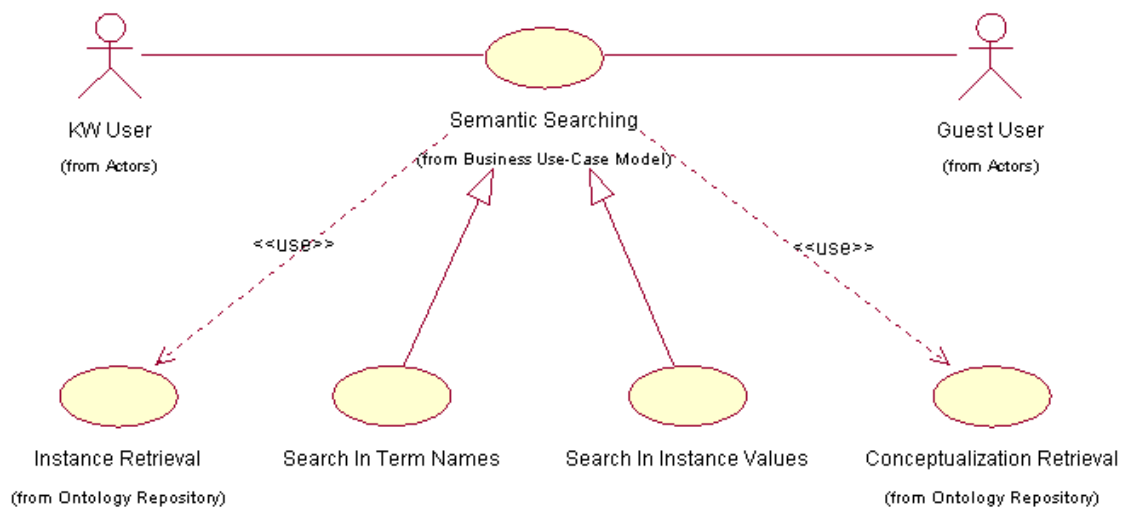 Semantic Searching
KW User
Guest User
(from Actors)
(from Business Use-Case Model)
(from Actors)
<<use>>
<<use>>
Instance Retrieval
Search In Term Names
Search In Instance Values
Conceptualization Retrieval
(from Ontology Repository)
(from Ontology Repository)